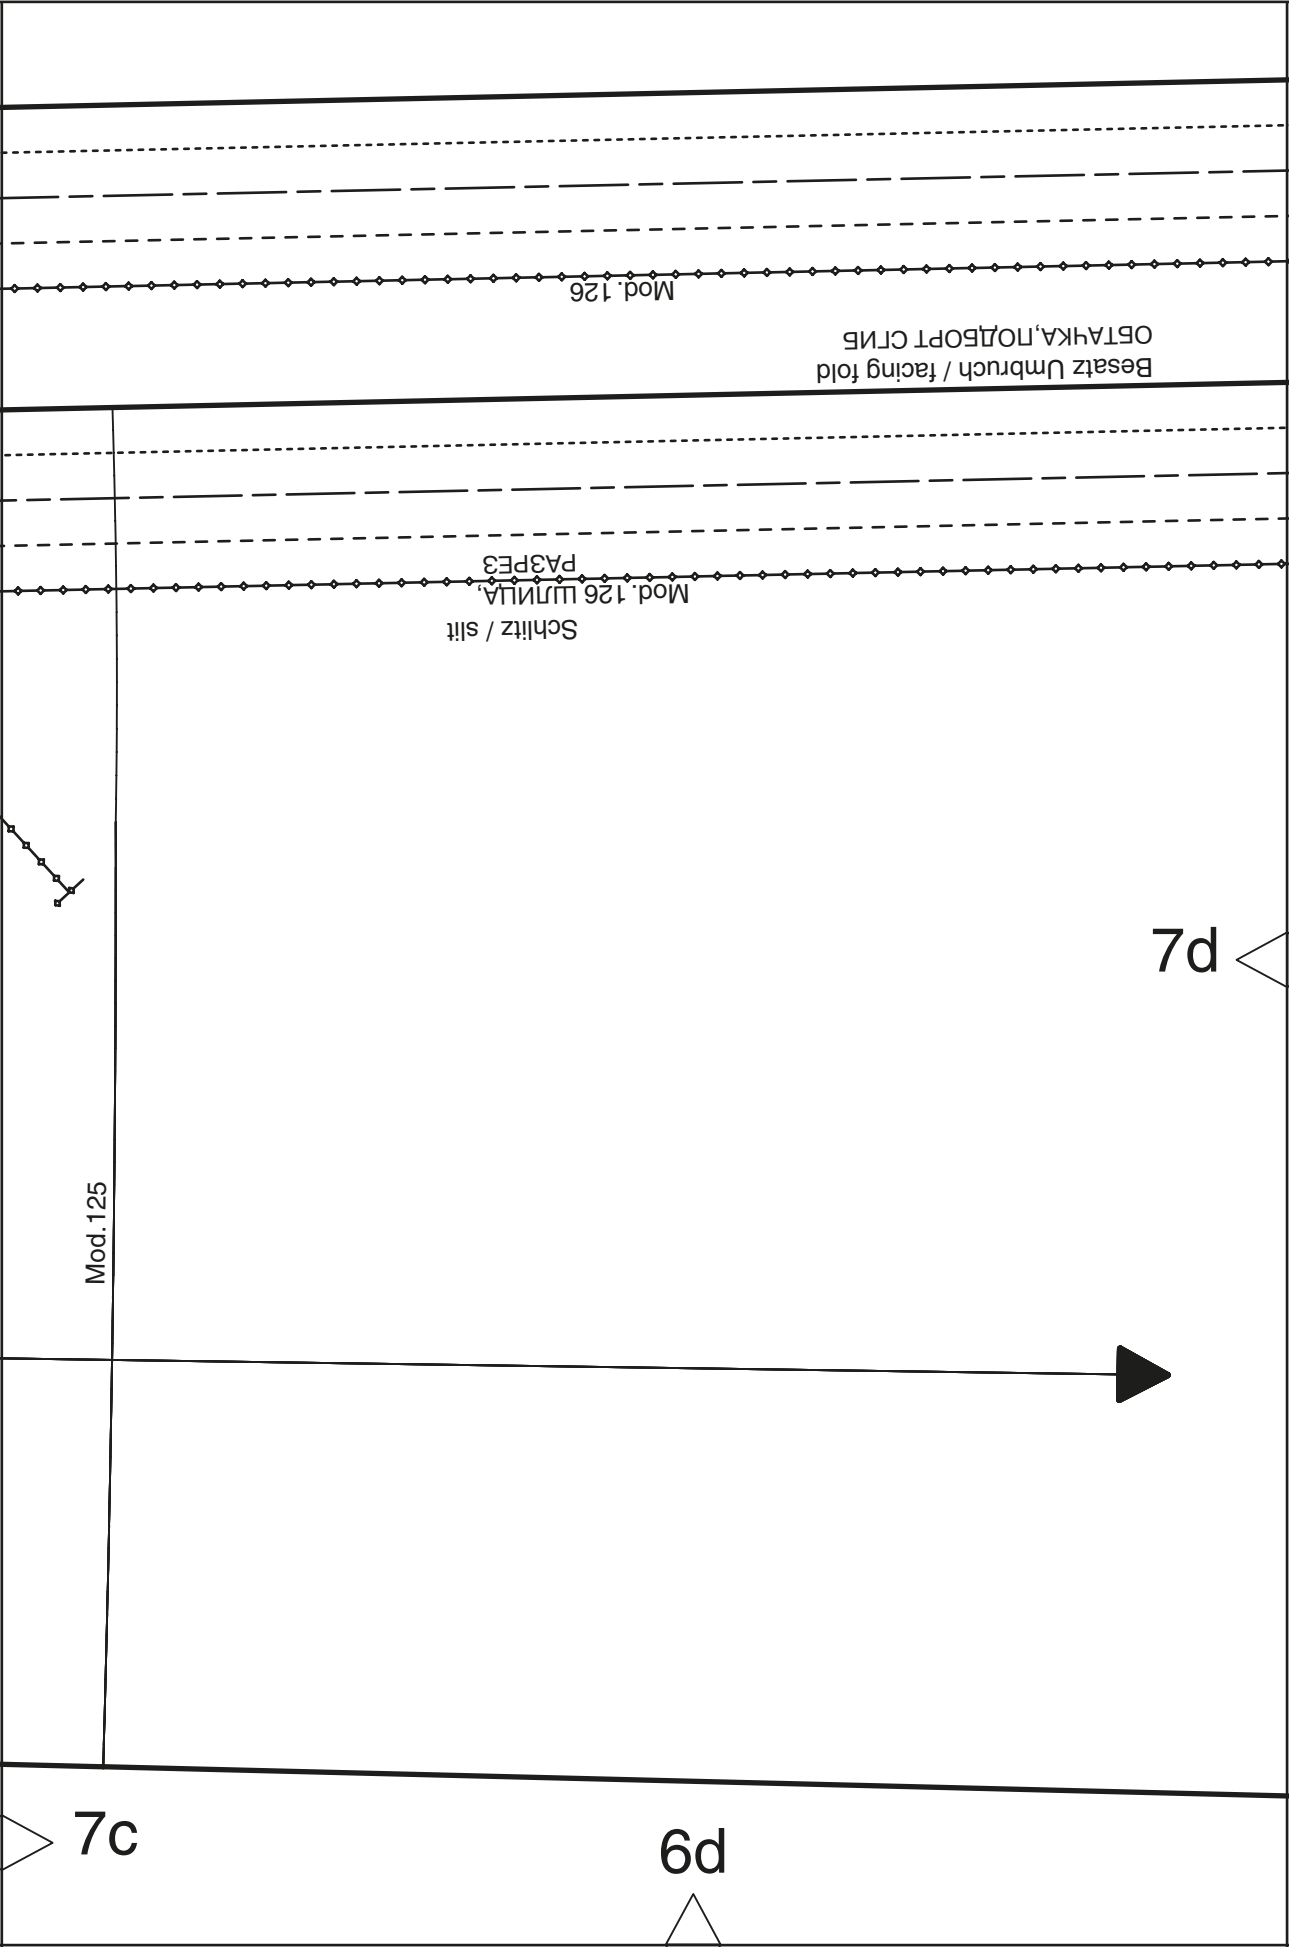 Mod.126
ОБТАЧКА,ПОДБОРТ СГИБ
Besatz Umbruch / facing fold
РАЗРЕЗ
Mod.126 ШЛИЦА,
Schlitz / slit
7d
Mod.125
7c
6d